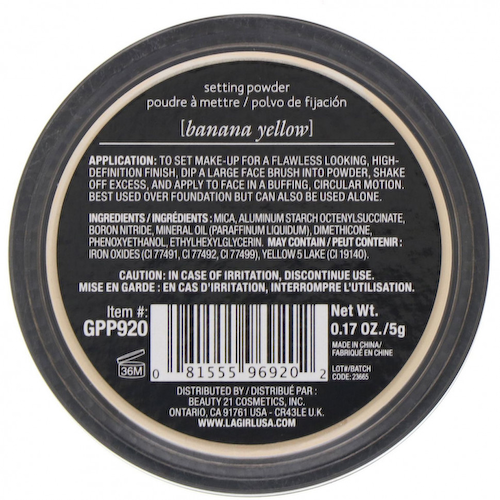 setting powder
poudre à mettre / polvo de fijación
[banana yellow]
APPLICATION: TO SET MAKE-UP FOR A FLAWLESS LOOKING, HIGH-
DEFINITION FINISH, DIP A LARGE FACE BRUSH INTO POWDER, SHAKE
OFF EXCESS, AND APPLY TO FACE IN A BUFFING, CIRCULAR MOTION.
BEST USED OVER FOUNDATION BUT CAN ALSO BE USED ALONE.
INGREDIENTS / INGRÉDIENTS : MICA, ALUMINUM STARCH OCTENYLSUCCINATE,
BORON NITRIDE, MINERAL OIL (PARAFFINUM LIQUIDUM), DIMETHICONE,
PHENOXYETHANOL, ETHYLHEXYLGLYCERIN. MAY CONTAIN / PEUT CONTENIR :
IRON OXIDES (CI 77491, CI 77492, CI 77499), YELLOW 5 LAKE (CI 19140).
CAUTION: IN CASE OF IRRITATION, DISCONTINUE USE.
MISE EN GARDE : EN CAS D'IRRITATION, INTERROMPRE L'UTILISATION.
Item #:
GPP920
36M
0 81555 96920 2
Net Wt.
0.17 OZ./5g
MADE IN CHINA/
FABRIQUÉ EN CHINE
LOT#/BATCH
CODE: 23665
DISTRIBUTED BY / DISTRIBUÉ PAR :
BEAUTY 21 COSMETICS, INC.
ONTARIO, CA 91761 USA - CR43LE U.K.
WWW.LAGIRLUSA.COM